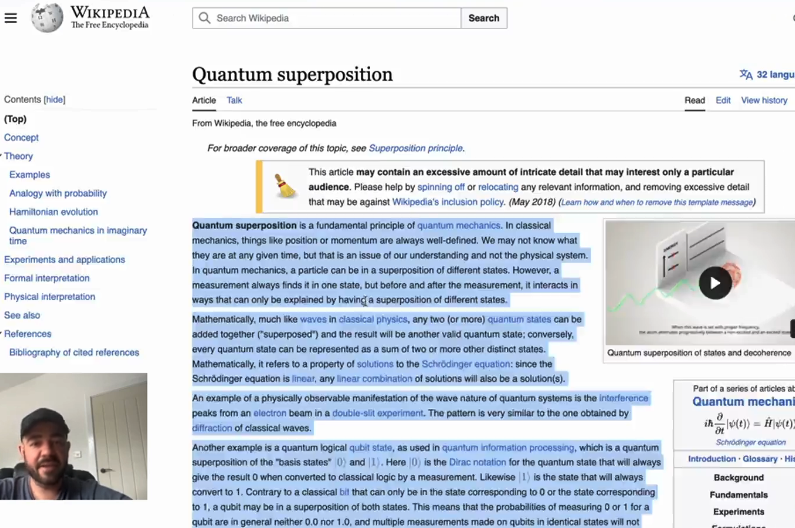 WIKIPEDIA
The Free Encyclopedia
Search Wikipedia
Search
Quantum superposition
32
Contents [hide]
(Top)
Concept
Theory
Examples
Analogy with probability
Hamiltonian evolution
Quantum mechanics in imaginary
time
Experiments and applications
Formal interpretation
Physical interpretation
See also
References
Bibliography of cited references
Article Talk
Read Edit View history
From Wikipedia, the free encyclopedia
For broader coverage of this topic, see Superposition principle.
This article may contain an excessive amount of intricate detail that may interest only a particular
audience. Please help by spinning off or relocating any relevant information, and removing excessive detail
that may be against Wikipedia's inclusion policy. (May 2018) (Learn how and when to remove this template message)
Quantum superposition is a fundamental principle of quantum mechanics. In classical
mechanics, things like position or momentum are always well-defined. We may not know what
they are at any given time, but that is an issue of our understanding and not the physical system.
In quantum mechanics, a particle can be in a superposition of different states. However, a
measurement always finds it in one state, but before and after the measurement, it interacts in
ways that can only be explained by having a superposition of different states.
Mathematically, much like waves in classical physics, any two (or more) quantum states can be
added together ("superposed") and the result will be another valid quantum state; conversely,
every quantum state can be represented as a sum of two or more other distinct states.
Mathematically, it refers to a property of solutions to the Schrödinger equation; since the
Schrödinger equation is linear, any linear combination of solutions will also be a solution(s).
An example of a physically observable manifestation of the wave nature of quantum systems is the interference
peaks from an electron beam in a double-slit experiment. The pattern is very similar to the one obtained by
diffraction of classical waves.
Another example is a quantum logical qubit state, as used in quantum information processing, which is a quantum
superposition of the "basis states" |0⟩ and |1⟩. Here |0⟩ is the Dirac notation for the quantum state that will always
give the result 0 when converted to classical logic by a measurement. Likewise |1⟩ is the state that will always
convert to 1. Contrary to a classical bit that can only be in the state corresponding to 0 or the state corresponding
to 1, a qubit may be a superposition of both states. This means that the probabilities of measuring 0 or 1 for a
qubit are in general neither 0.0 nor 1.0, and multiple measurements made on qubits in identical states will not
Quantum superposition of states and decoherence
Part of a series of articles
Quantum
iħ ∂/∂t |ψ(t)⟩ = Ĥ|ψ(t)⟩
Schrödinger equation
Introduction · Glossary ·
Background
Fundamentals
Experiments